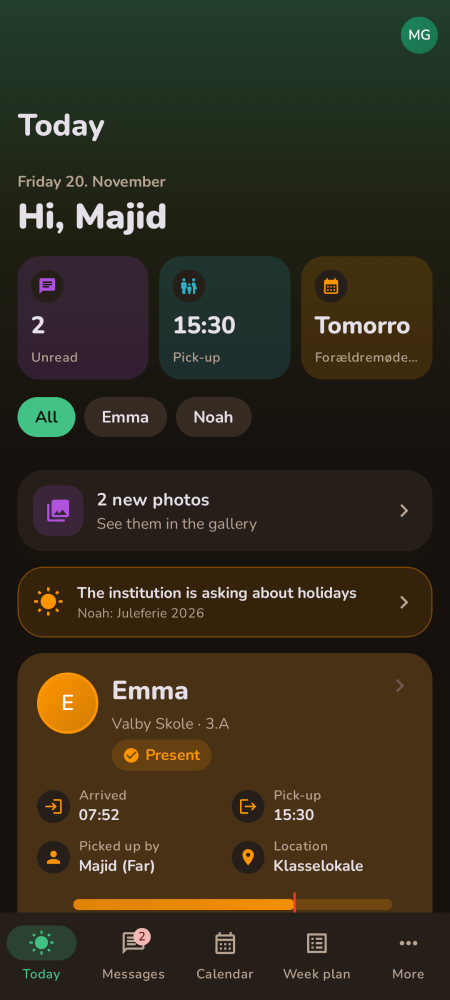 MG
Today
Friday 20. November
Hi, Majid
2
Unread
15:30
Pick-up
Tomorro
Forældremøde…
All
Emma
Noah
2 new photos
See them in the gallery
The institution is asking about holidays
Noah: Juleferie 2026
E
Emma
Valby Skole · 3.A
Present
Arrived
07:52
Pick-up
15:30
Picked up by
Majid (Far)
Location
Klasselokale
2
Today
Messages
Calendar
Week plan
More